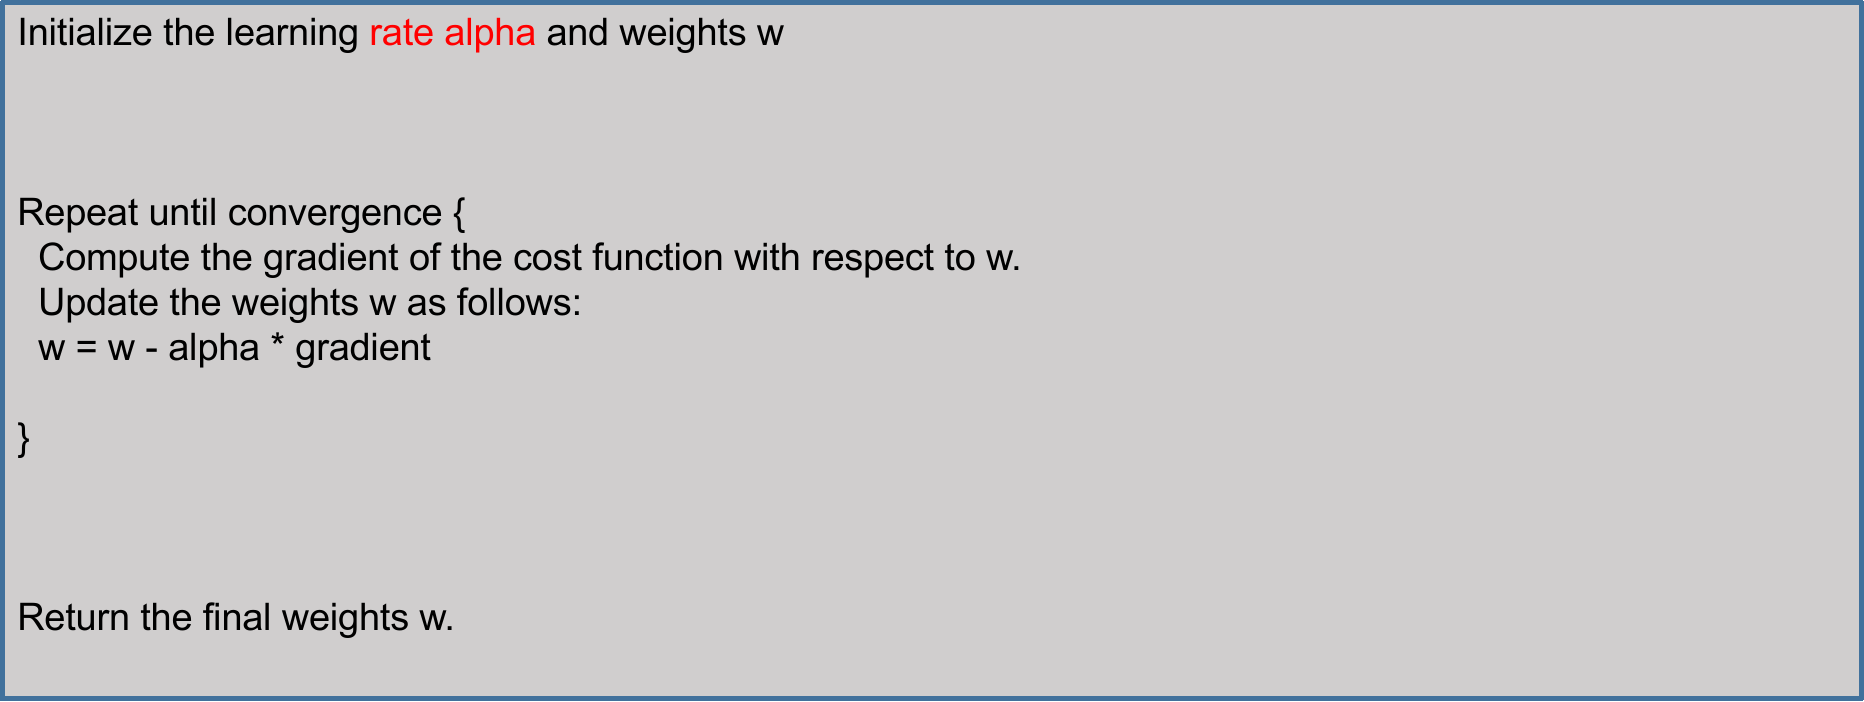 Initialize the learning rate alpha and weights w
Repeat until convergence {
Compute the gradient of the cost function with respect to w.
Update the weights w as follows:
w = w - alpha * gradient
}
Return the final weights w.